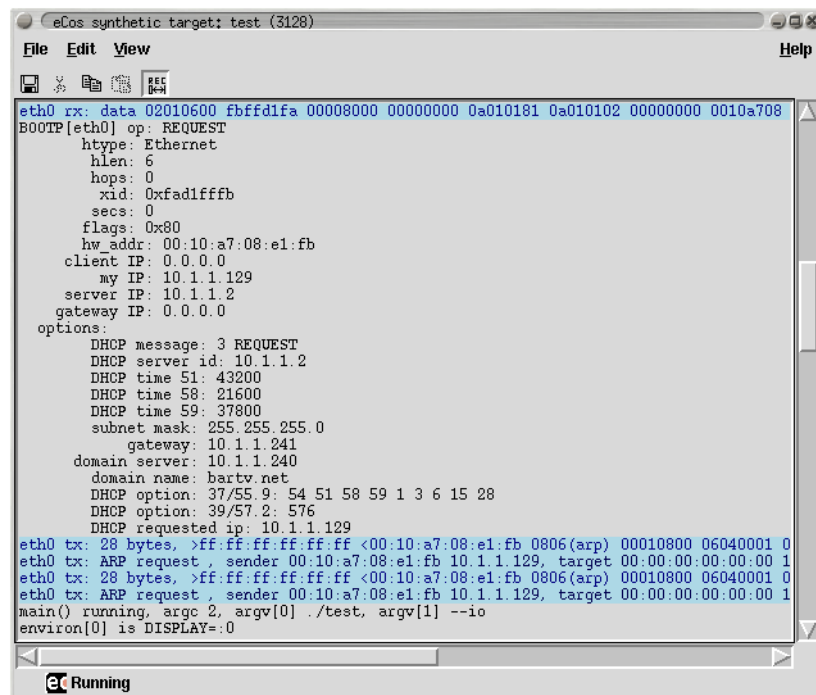 eCos synthetic target: test (3128)
File Edit View Help
REC
eth0 rx: data 02010600 fbffd1fa 00008000 00000000 0a010181 0a010102 00000000 0010a708
BOOTP[eth0] op: REQUEST
htype: Ethernet
hlen: 6
hops: 0
xid: 0xfad1fffb
secs: 0
flags: 0x80
hw_addr: 00:10:a7:08:e1:fb
client IP: 0.0.0.0
my IP: 10.1.1.129
server IP: 10.1.1.2
gateway IP: 0.0.0.0
options:
DHCP message: 3 REQUEST
DHCP server id: 10.1.1.2
DHCP time 51: 43200
DHCP time 58: 21600
DHCP time 59: 37800
subnet mask: 255.255.255.0
gateway: 10.1.1.241
domain server: 10.1.1.240
domain name: bartv.net
DHCP option: 37/55.9: 54 51 58 59 1 3 6 15 28
DHCP option: 39/57.2: 576
DHCP requested ip: 10.1.1.129
eth0 tx: 28 bytes, >ff:ff:ff:ff:ff:ff <00:10:a7:08:e1:fb 0806(arp) 00010800 06040001 0
eth0 tx: ARP request , sender 00:10:a7:08:e1:fb 10.1.1.129, target 00:00:00:00:00:00 1
eth0 tx: 28 bytes, >ff:ff:ff:ff:ff:ff <00:10:a7:08:e1:fb 0806(arp) 00010800 06040001 0
eth0 tx: ARP request , sender 00:10:a7:08:e1:fb 10.1.1.129, target 00:00:00:00:00:00 1
main() running, argc 2, argv[0] ./test, argv[1] --io
environ[0] is DISPLAY=:0
ec Running